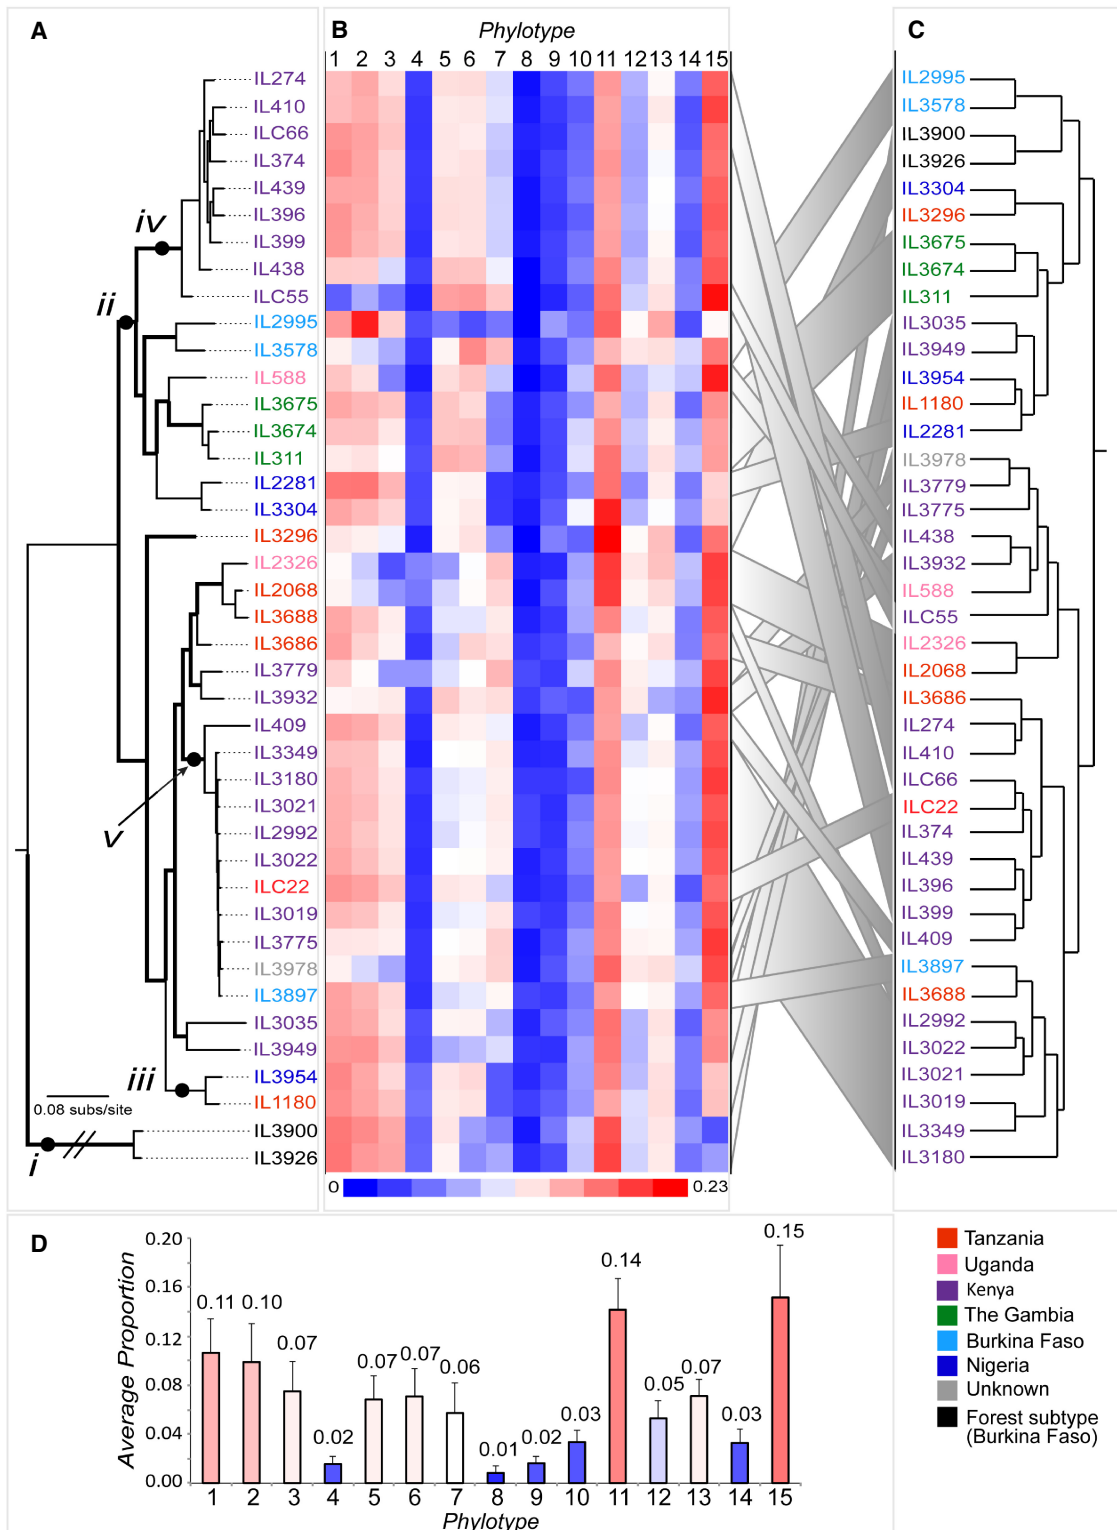 A
iv
ii
v
iii
0.08 subs/site
i
IL274
IL410
ILC66
IL374
IL439
IL396
IL399
IL438
ILC55
IL2995
IL3578
IL588
IL3675
IL3674
IL311
IL2281
IL3304
IL3296
IL2326
IL2068
IL3688
IL3686
IL3779
IL3932
IL409
IL3349
IL3180
IL3021
IL2992
IL3022
ILC22
IL3019
IL3775
IL3978
IL3897
IL3035
IL3949
IL3954
IL1180
IL3900
IL3926
B
Phylotype
1 2 3 4 5 6 7 8 9 10 11 12 13 14 15
0 0.23
C
IL2995
IL3578
IL3900
IL3926
IL3304
IL3296
IL3675
IL3674
IL311
IL3035
IL3949
IL3954
IL1180
IL2281
IL3978
IL3779
IL3775
IL438
IL3932
IL588
ILC55
IL2326
IL2068
IL3686
IL274
IL410
ILC66
ILC22
IL374
IL439
IL396
IL399
IL409
IL3897
IL3688
IL2992
IL3022
IL3021
IL3019
IL3349
IL3180
D
Average Proportion
0.20
0.16
0.12
0.08
0.04
0.00
0.11 0.10 0.07 0.02 0.07 0.07 0.06 0.01 0.02 0.03 0.14 0.05 0.07 0.03 0.15
1 2 3 4 5 6 7 8 9 10 11 12 13 14 15
Phylotype
Tanzania
Uganda
Kenya
The Gambia
Burkina Faso
Nigeria
Unknown
Forest subtype
(Burkina Faso)